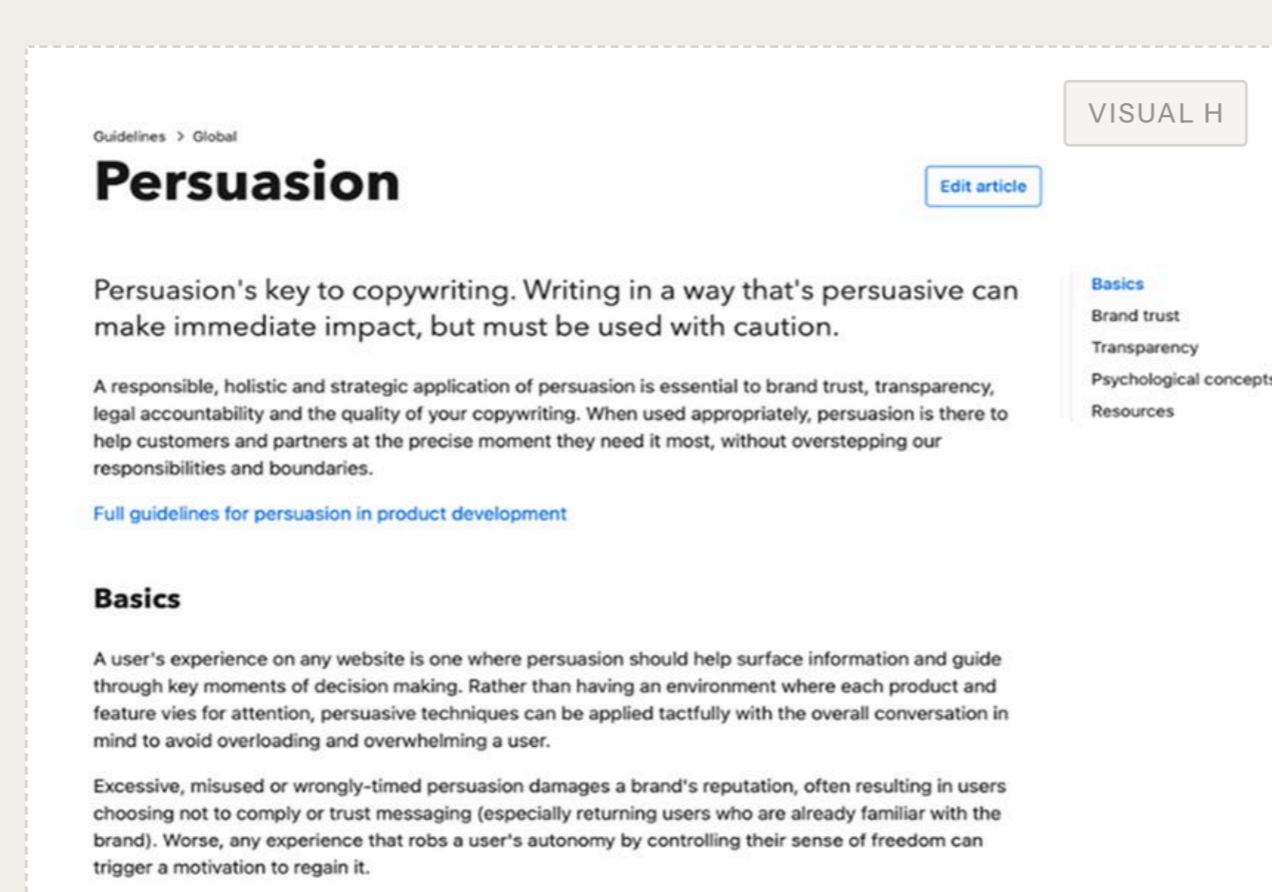 VISUAL H
Guidelines > Global
Persuasion
Edit article
Persuasion's key to copywriting. Writing in a way that's persuasive can
make immediate impact, but must be used with caution.
A responsible, holistic and strategic application of persuasion is essential to brand trust, transparency,
legal accountability and the quality of your copywriting. When used appropriately, persuasion is there to
help customers and partners at the precise moment they need it most, without overstepping our
responsibilities and boundaries.
Full guidelines for persuasion in product development
Basics
Brand trust
Transparency
Psychological concepts
Resources
Basics
A user's experience on any website is one where persuasion should help surface information and guide
through key moments of decision making. Rather than having an environment where each product and
feature vies for attention, persuasive techniques can be applied tactfully with the overall conversation in
mind to avoid overloading and overwhelming a user.
Excessive, misused or wrongly-timed persuasion damages a brand's reputation, often resulting in users
choosing not to comply or trust messaging (especially returning users who are already familiar with the
brand). Worse, any experience that robs a user's autonomy by controlling their sense of freedom can
trigger a motivation to regain it.